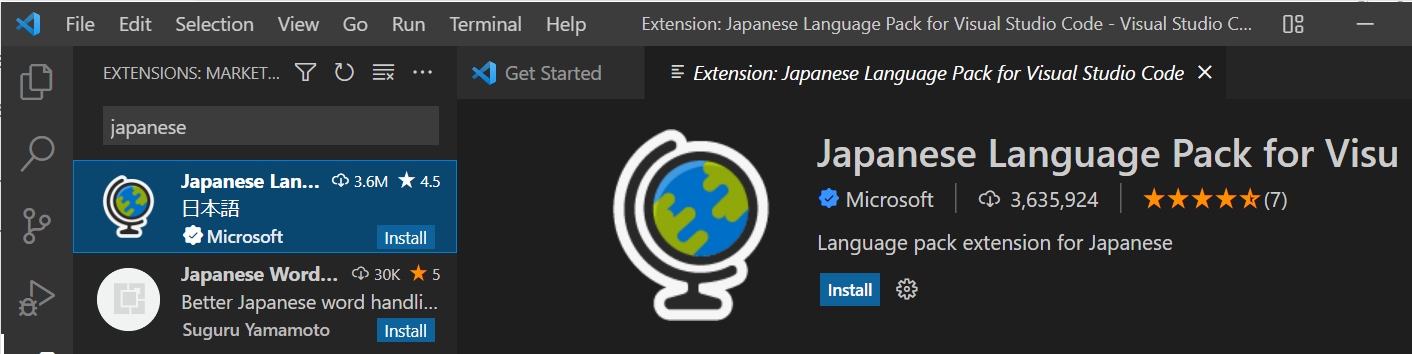 File Edit Selection View Go Run Terminal Help Extension: Japanese Language Pack for Visual Studio Code - Visual Studio C...
EXTENSIONS: MARKET...
Get Started
Extension: Japanese Language Pack for Visual Studio Code
japanese
Japanese Lan... 3.6M ★ 4.5
日本語
Microsoft Install
Japanese Word... 30K ★ 5
Better Japanese word handli...
Suguru Yamamoto Install
Japanese Language Pack for Visu
Microsoft | 3,635,924 | (7)
Language pack extension for Japanese
Install